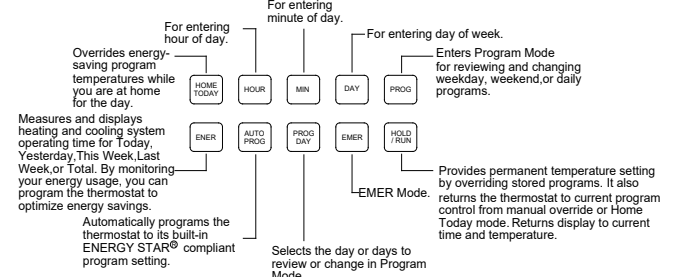 For entering
minute of day.
For entering
hour of day.
For entering day of week.
Overrides energy-
saving program
temperatures while
you are at home
for the day.
Enters Program Mode
for reviewing and changing
weekday, weekend,or daily
programs.
HOME
TODAY
HOUR
MIN
DAY
PROG
Measures and displays
heating and cooling system
operating time for Today,
Yesterday,This Week,Last
Week,or Total. By monitoring
your energy usage, you can
program the thermostat to
optimize energy savings.
ENER
AUTO
PROG
PROG
DAY
EMER
HOLD
/ RUN
Provides permanent temperature setting
by overriding stored programs. It also
returns the thermostat to current program
control from manual override or Home
Today mode. Returns display to current
time and temperature.
EMER Mode.
Automatically programs the
thermostat to its built-in
ENERGY STAR® compliant
program setting.
Selects the day or days to
review or change in Program
Mode.